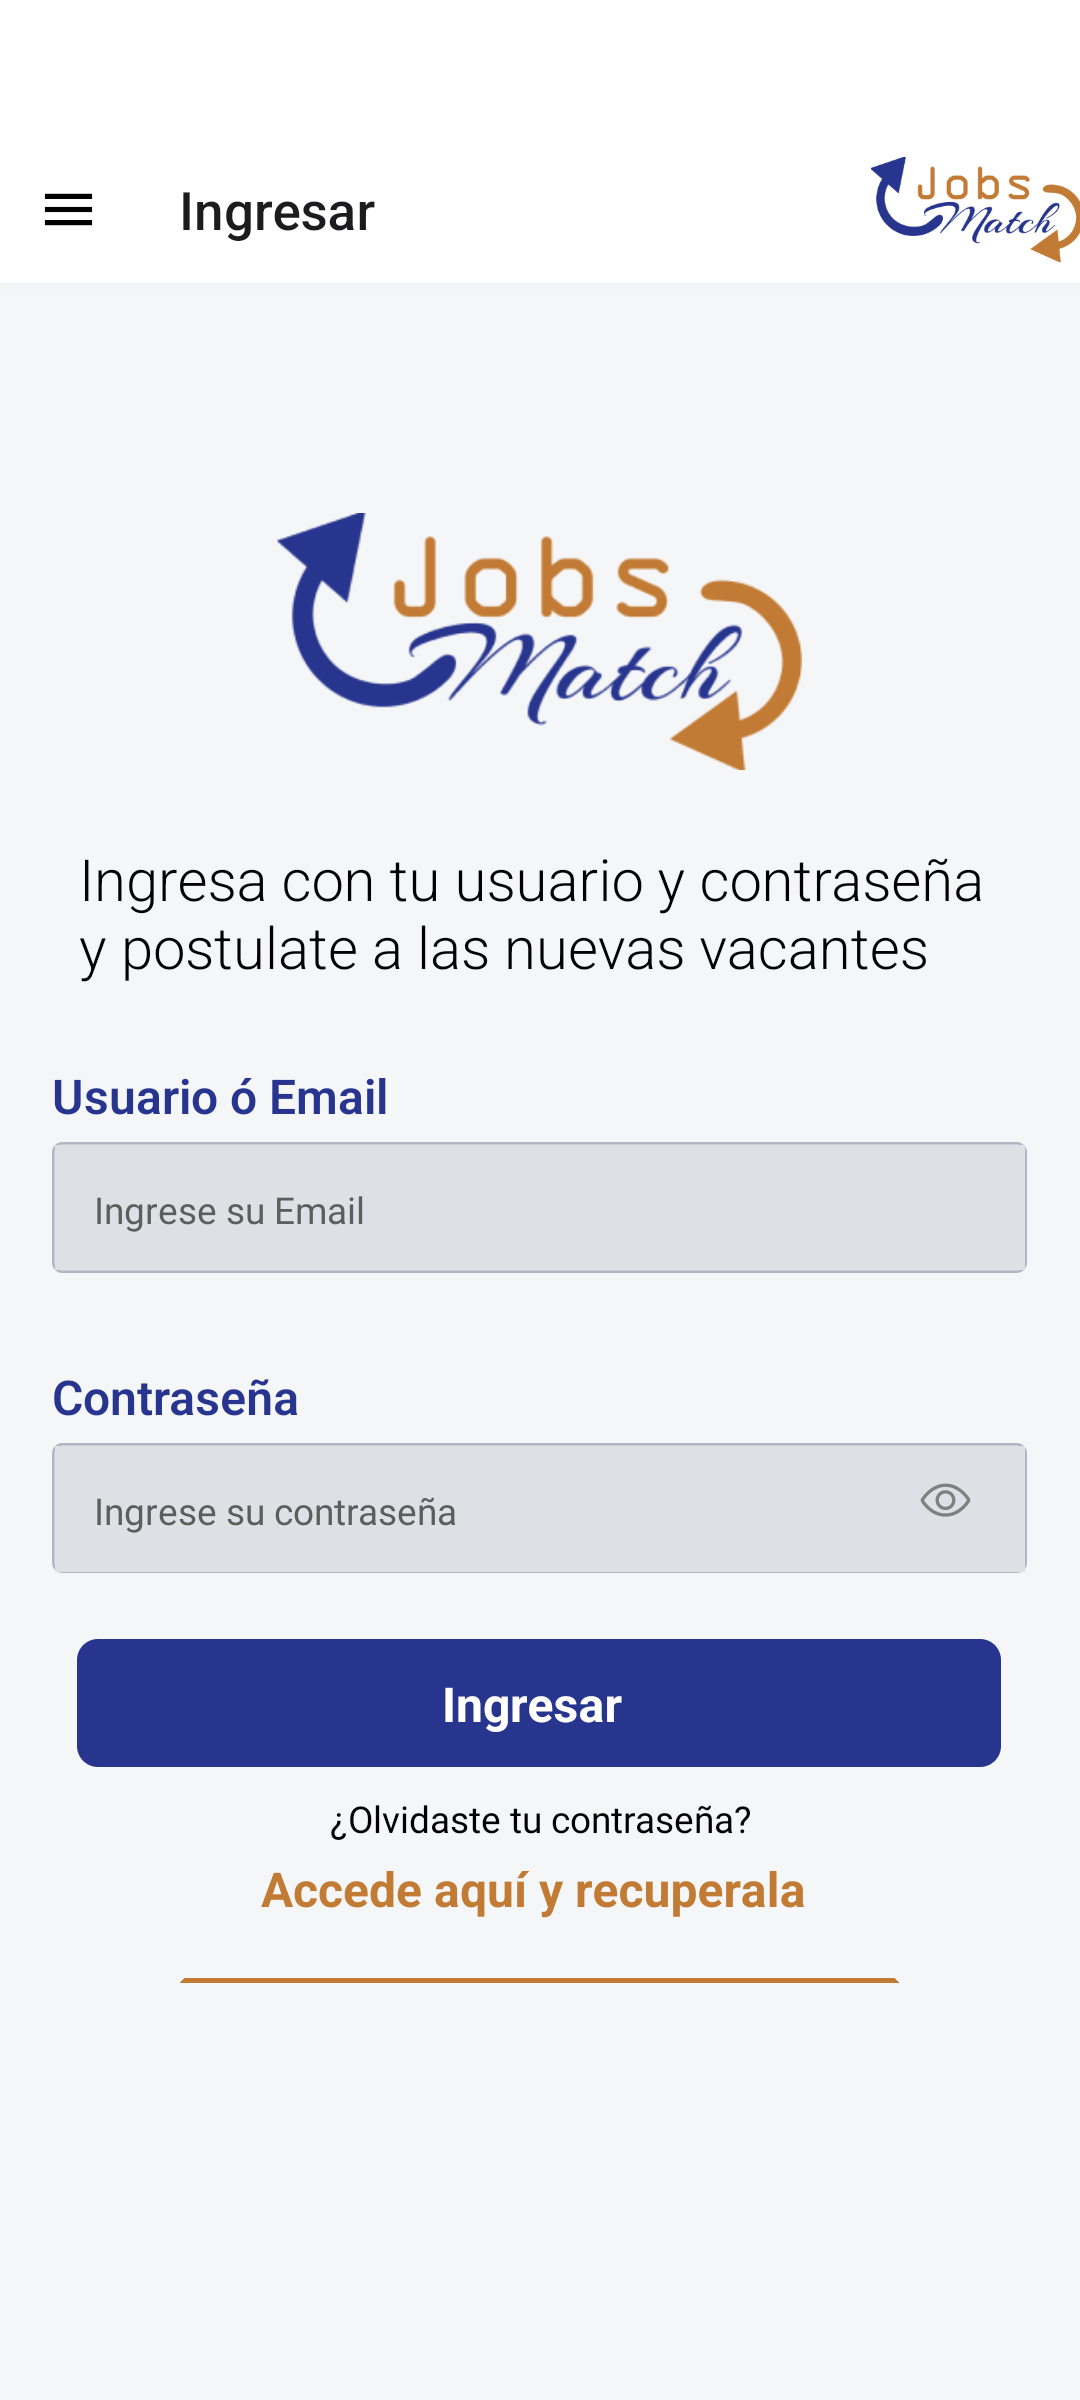 Ingresar
Jobs
Match
Jobs
Match
Ingresa con tu usuario y contraseña
y postulate a las nuevas vacantes
Usuario ó Email
Ingrese su Email
Contraseña
Ingrese su contraseña
Ingresar
¿Olvidaste tu contraseña?
Accede aquí y recuperala